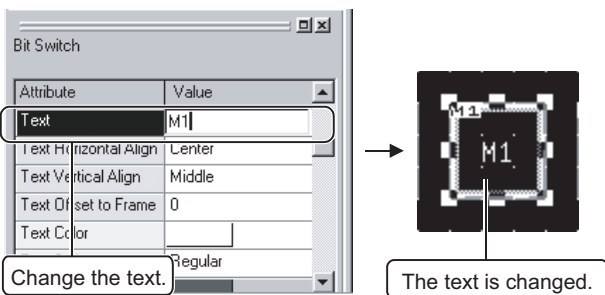 Bit Switch
Attribute Value
Text M1
Text Horizontal Align Center
Text Vertical Align Middle
Text Offset to Frame 0
Text Color
Regular
Change the text.
M1
M1
The text is changed.